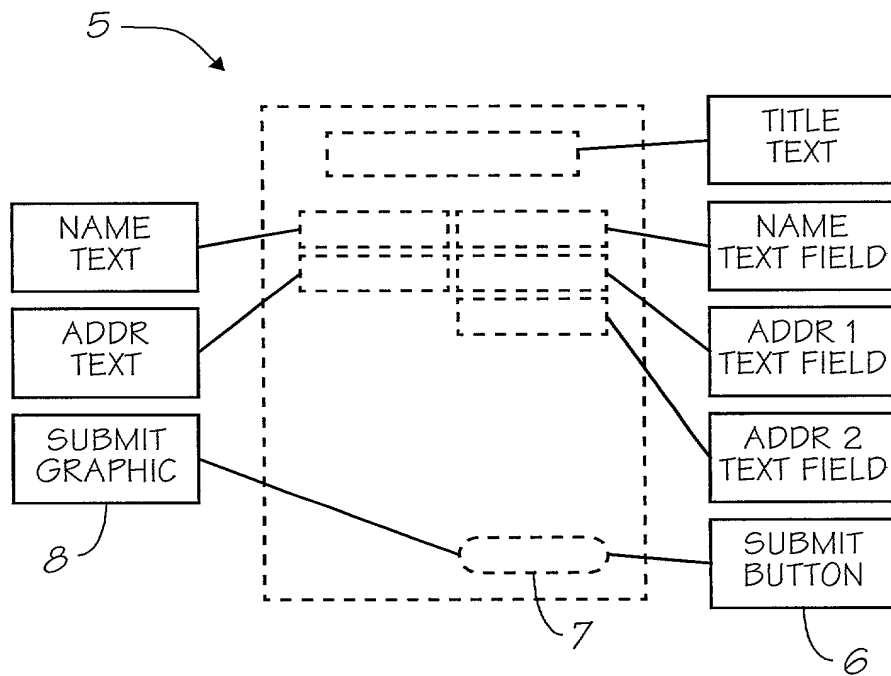 5
TITLE
TEXT
NAME
TEXT
NAME
TEXT FIELD
ADDR
TEXT
ADDR 1
TEXT FIELD
SUBMIT
GRAPHIC
ADDR 2
TEXT FIELD
SUBMIT
BUTTON
8
7
6